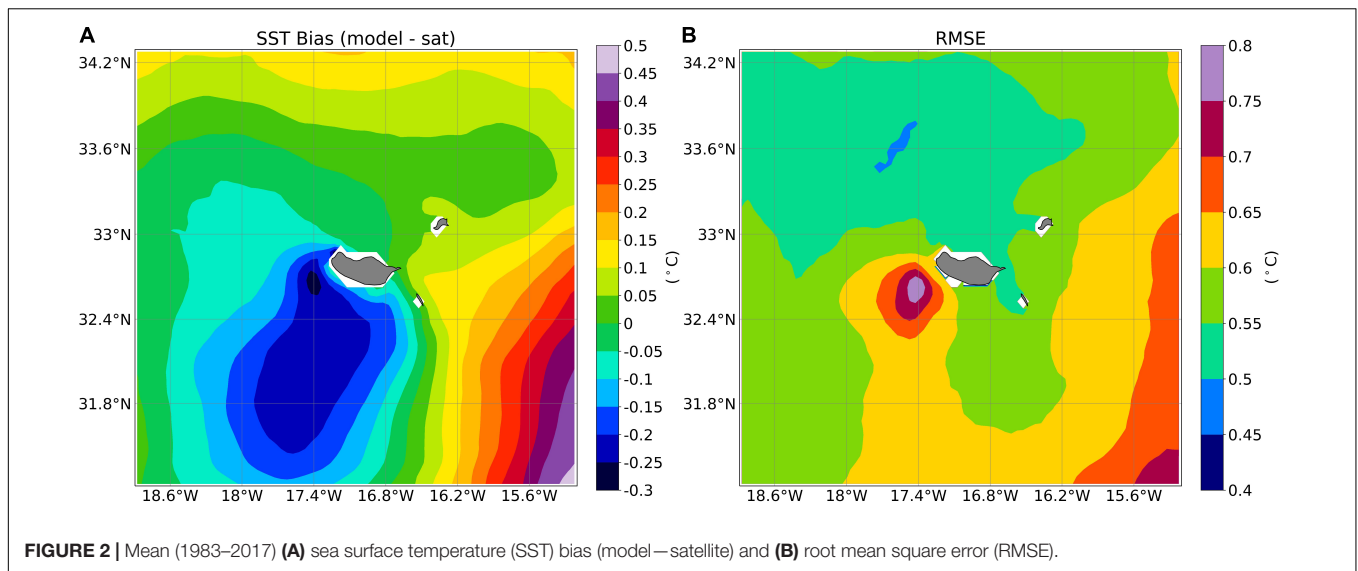 A
SST Bias (model - sat)
34.2°N
33.6°N
33°N
32.4°N
31.8°N
18.6°W
18°W
17.4°W
16.8°W
16.2°W
15.6°W
0.5
0.45
0.4
0.35
0.3
0.25
0.2
0.15
0.1
0.05
0
-0.05
-0.1
-0.15
-0.2
-0.25
-0.3
(°C)
B
RMSE
34.2°N
33.6°N
33°N
32.4°N
31.8°N
18.6°W
18°W
17.4°W
16.8°W
16.2°W
15.6°W
0.8
0.75
0.7
0.65
0.6
0.55
0.5
0.45
0.4
(°C)
FIGURE 2 | Mean (1983–2017) (A) sea surface temperature (SST) bias (model—satellite) and (B) root mean square error (RMSE).